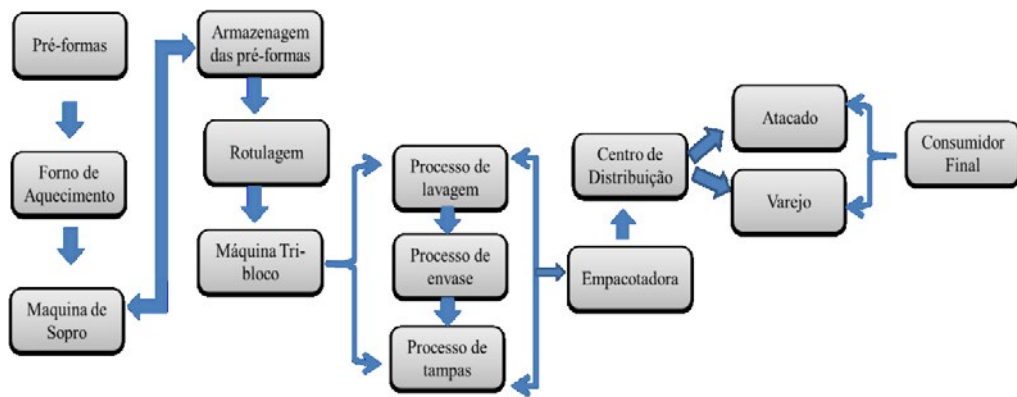 Pré-formas
Forno de
Aquecimento
Maquina de
Sopro
Armazenagem
das pré-formas
Rotulagem
Máquina Tri-
bloco
Processo de
lavagem
Processo de
envase
Processo de
tampas
Empacotadora
Centro de
Distribuição
Atacado
Varejo
Consumidor
Final